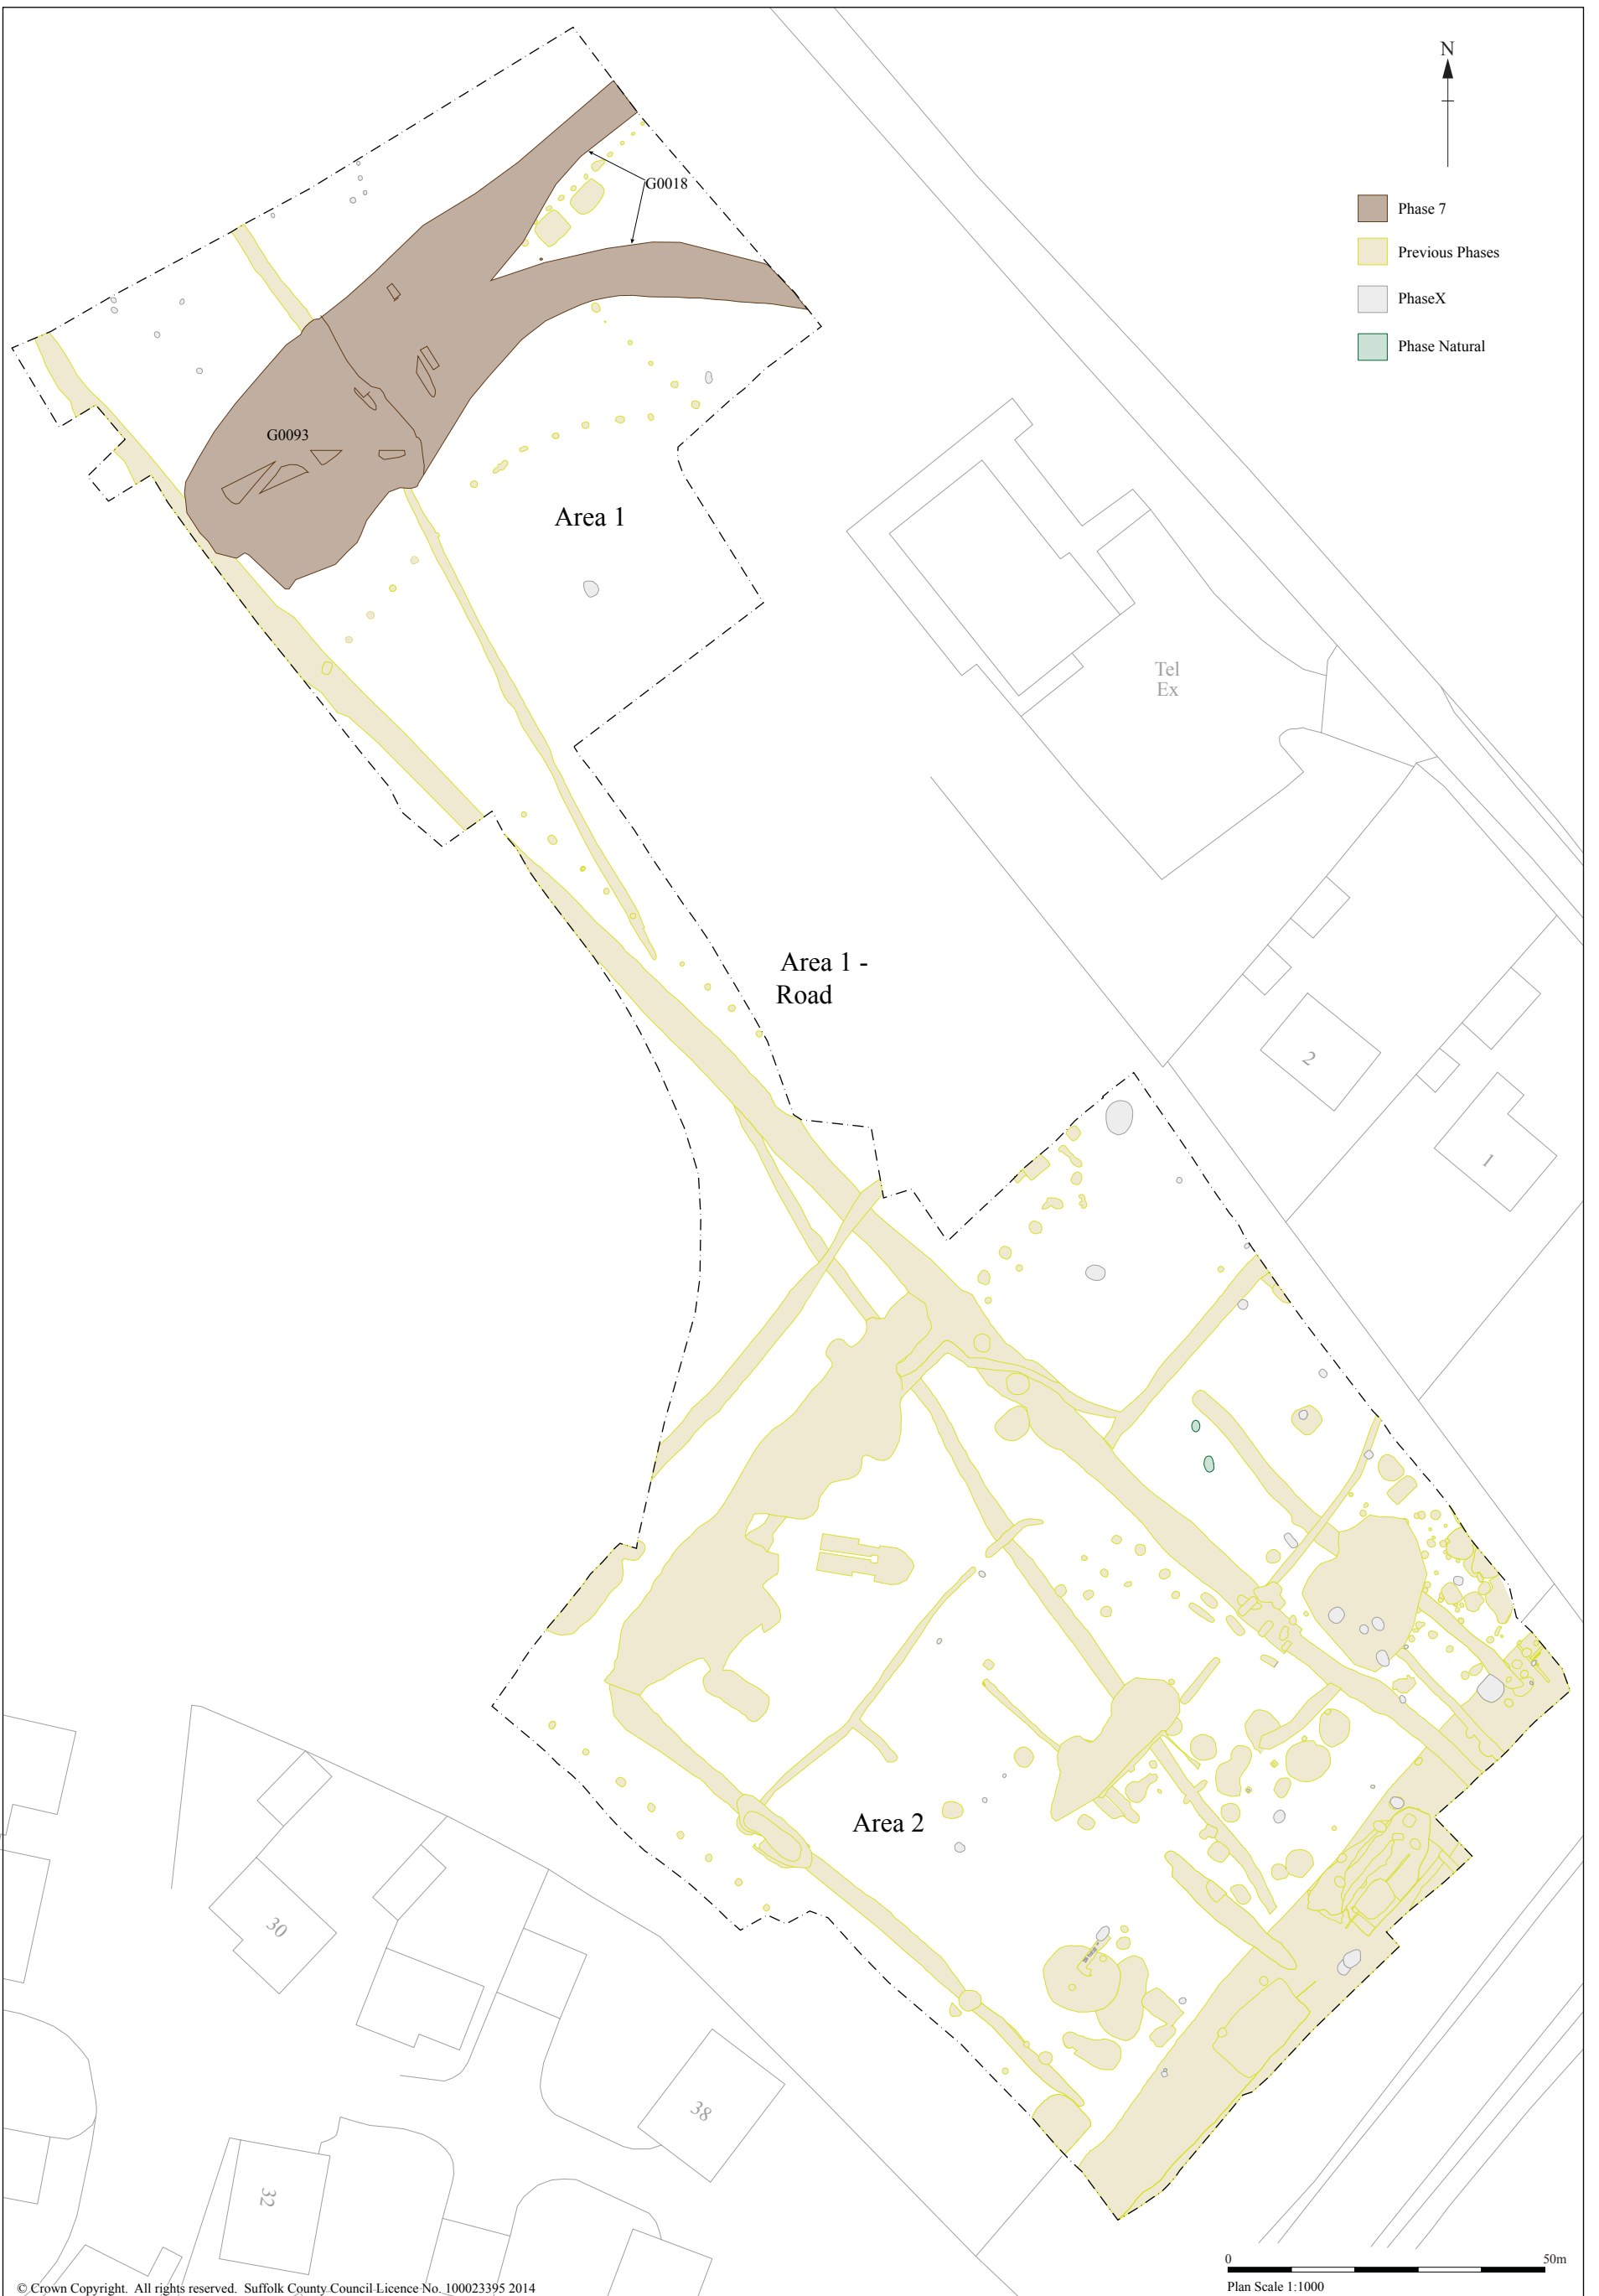 N
Phase 7
Previous Phases
PhaseX
Phase Natural
G0018
G0093
Area 1
Tel
Ex
Area 1 -
Road
2
1
Area 2
30
38
32
0 50m
Plan Scale 1:1000
© Crown Copyright. All rights reserved. Suffolk County Council Licence No. 100023395 2014